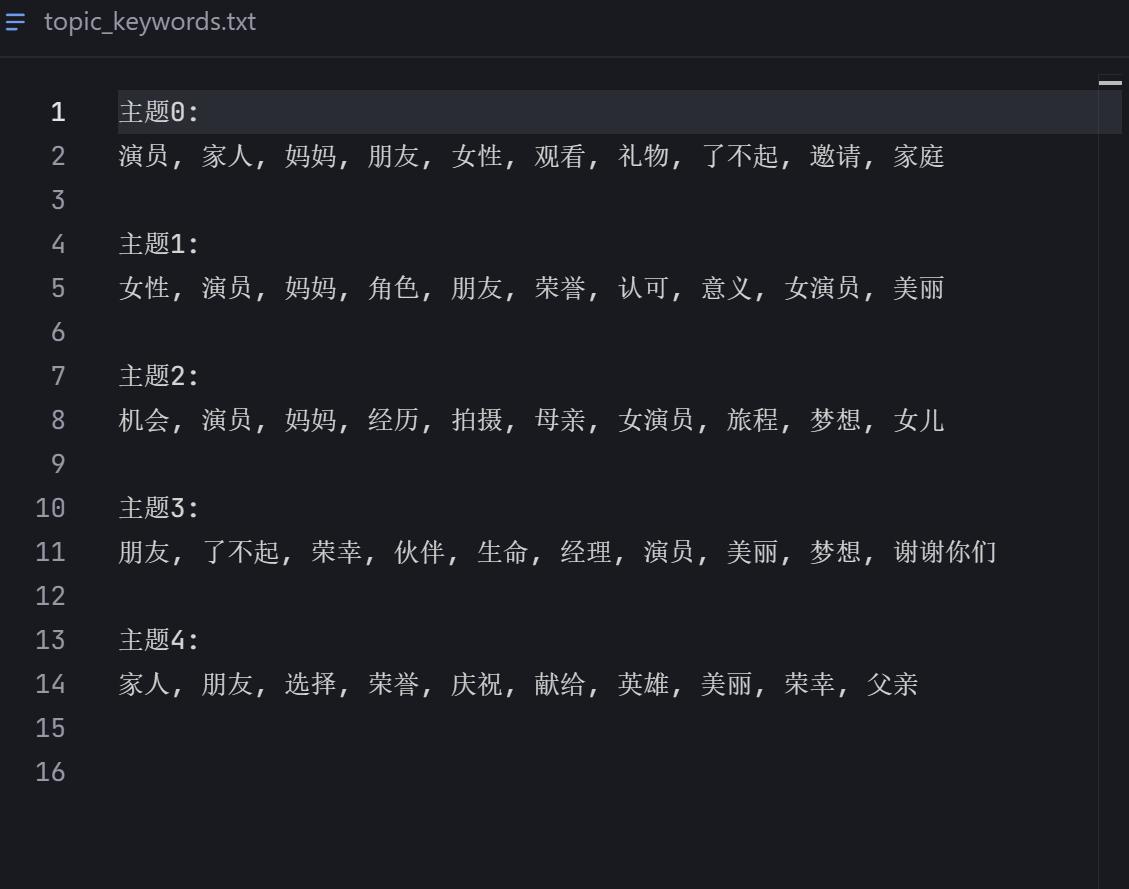 topic_keywords.txt
1 主题0:
2 演员, 家人, 妈妈, 朋友, 女性, 观看, 礼物, 了不起, 邀请, 家庭
3
4 主题1:
5 女性, 演员, 妈妈, 角色, 朋友, 荣誉, 认可, 意义, 女演员, 美丽
6
7 主题2:
8 机会, 演员, 妈妈, 经历, 拍摄, 母亲, 女演员, 旅程, 梦想, 女儿
9
10 主题3:
11 朋友, 了不起, 荣幸, 伙伴, 生命, 经理, 演员, 美丽, 梦想, 谢谢你们
12
13 主题4:
14 家人, 朋友, 选择, 荣誉, 庆祝, 献给, 英雄, 美丽, 荣幸, 父亲
15
16